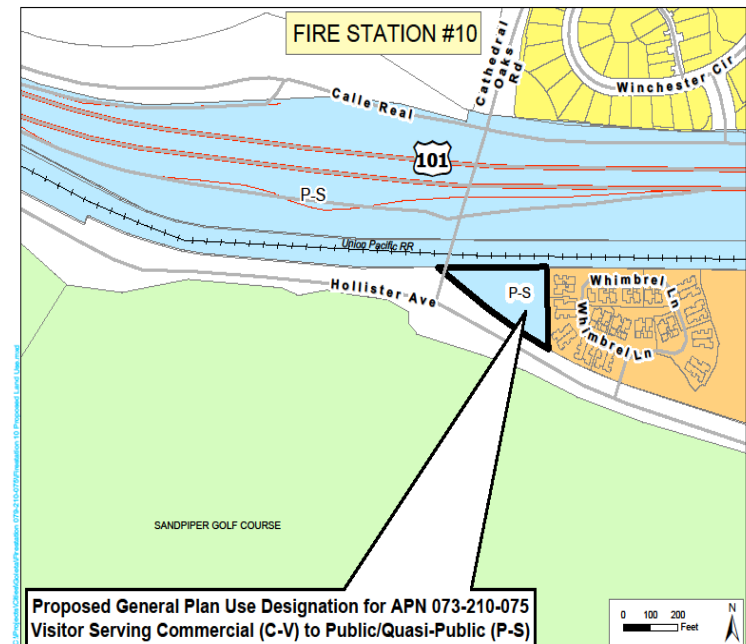 FIRE STATION #10
Cathedral
Oaks
Rd
Winchester Cir
Calle Real
101
P-S
Union Pacific RR
Hollister Ave
P-S
Whimbrel Ln
Whimbrel Ln
SANDPIPER GOLF COURSE
Proposed General Plan Use Designation for APN 073-210-075
Visitor Serving Commercial (C-V) to Public/Quasi-Public (P-S)
0 100 200
Feet
N